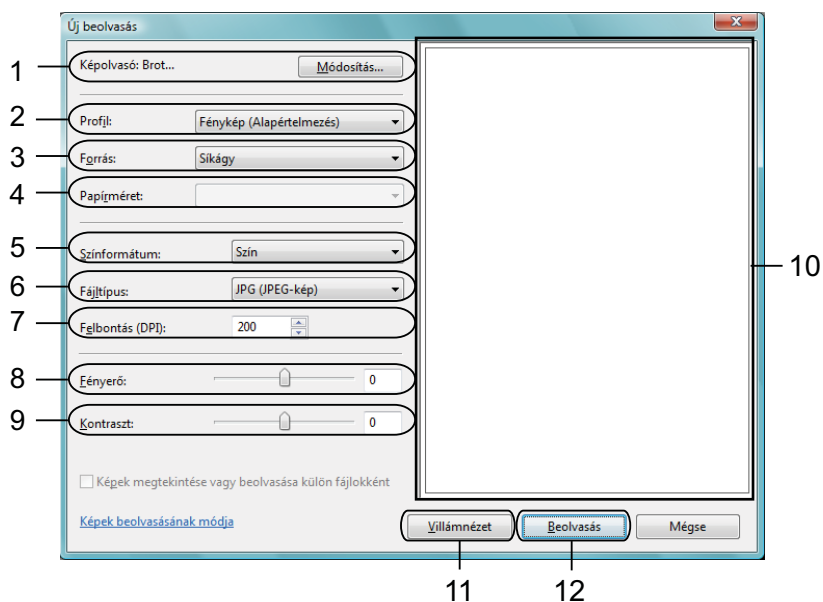 Új beolvasás
1 Képolvasó: Brot... Módosítás...
2 Profil: Fénykép (Alapértelmezés)
3 Forrás: Síkágy
4 Papírméret:
5 Színformátum: Szín
6 Fájltípus: JPG (JPEG-kép)
7 Felbontás (DPI): 200
8 Fényerő: 0
9 Kontraszt: 0
10
Képek megtekintése vagy beolvasása külön fájlokként
Képek beolvasásának módja
Villámnézet Beolvasás Mégse
11 12